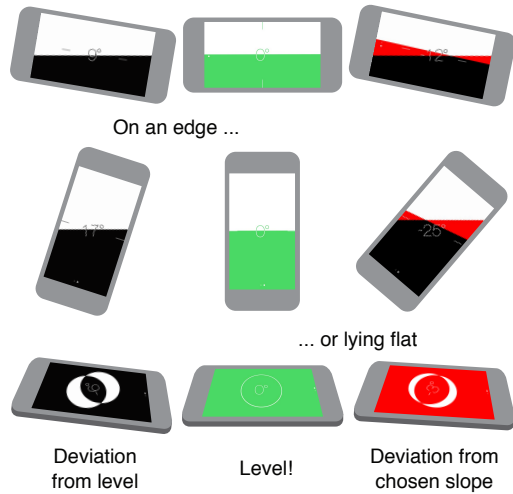 9°
0°
-12°
On an edge ...
17°
0°
-25°
... or lying flat
0°
Deviation
from level
Level!
Deviation from
chosen slope